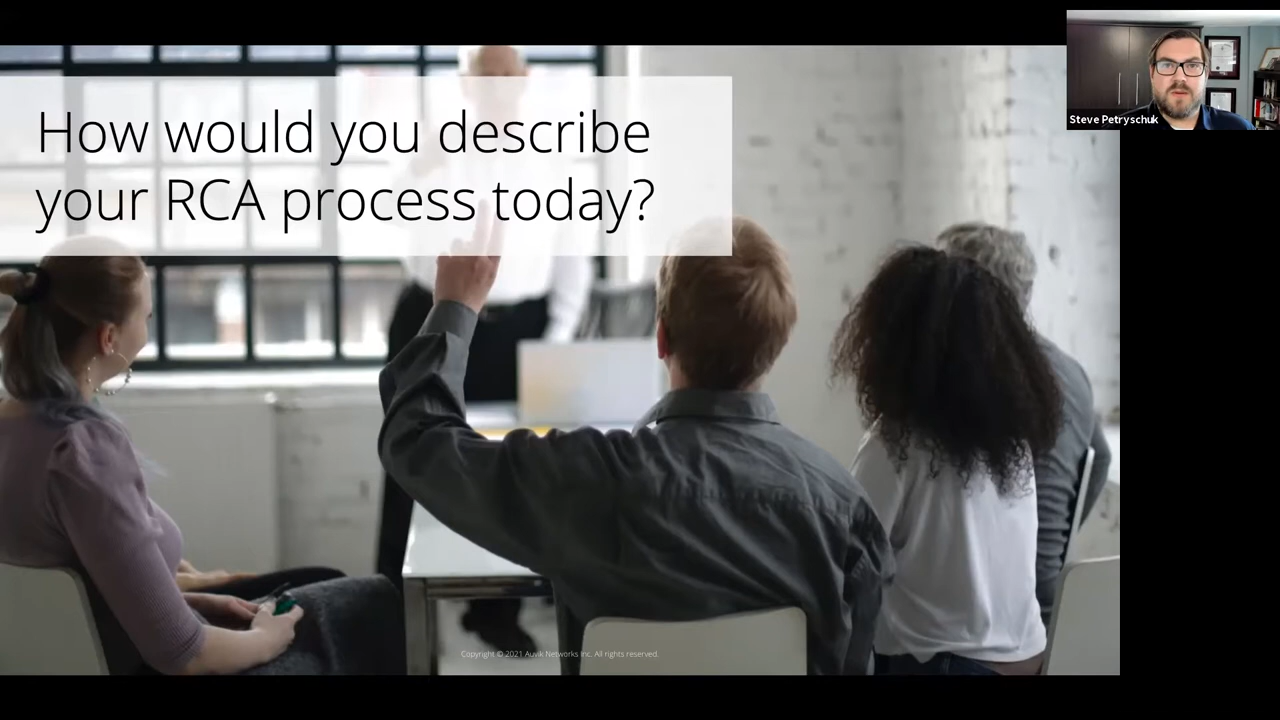 How would you describe
your RCA process today?
Steve Petryschuk
Copyright © 2021 Auvik Networks Inc. All rights reserved.